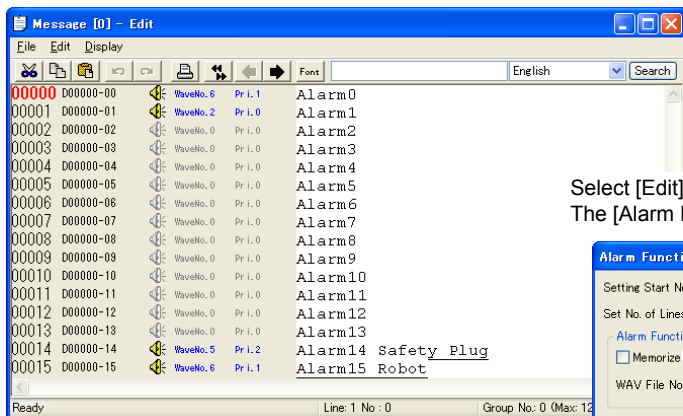 Message [0] - Edit
File Edit Display
Font English Search
00000 D00000-00 WaveNo.6 Pri.1 Alarm0
00001 D00000-01 WaveNo.2 Pri.0 Alarm1
00002 D00000-02 WaveNo.0 Pri.0 Alarm2
00003 D00000-03 WaveNo.0 Pri.0 Alarm3
00004 D00000-04 WaveNo.0 Pri.0 Alarm4
00005 D00000-05 WaveNo.0 Pri.0 Alarm5
00006 D00000-06 WaveNo.0 Pri.0 Alarm6
00007 D00000-07 WaveNo.0 Pri.0 Alarm7
00008 D00000-08 WaveNo.0 Pri.0 Alarm8
00009 D00000-09 WaveNo.0 Pri.0 Alarm9
00010 D00000-10 WaveNo.0 Pri.0 Alarm10
00011 D00000-11 WaveNo.0 Pri.0 Alarm11
00012 D00000-12 WaveNo.0 Pri.0 Alarm12
00013 D00000-13 WaveNo.0 Pri.0 Alarm13
00014 D00000-14 WaveNo.5 Pri.2 Alarm14 Safety Plug
00015 D00000-15 WaveNo.6 Pri.1 Alarm15 Robot
Ready Line: 1 No : 0 Group No.: 0 (Max: 12
Select [Edit]
The [Alarm
Alarm Functi
Setting Start N
Set No. of Lines
Alarm Functi
Memorize
WAV File No